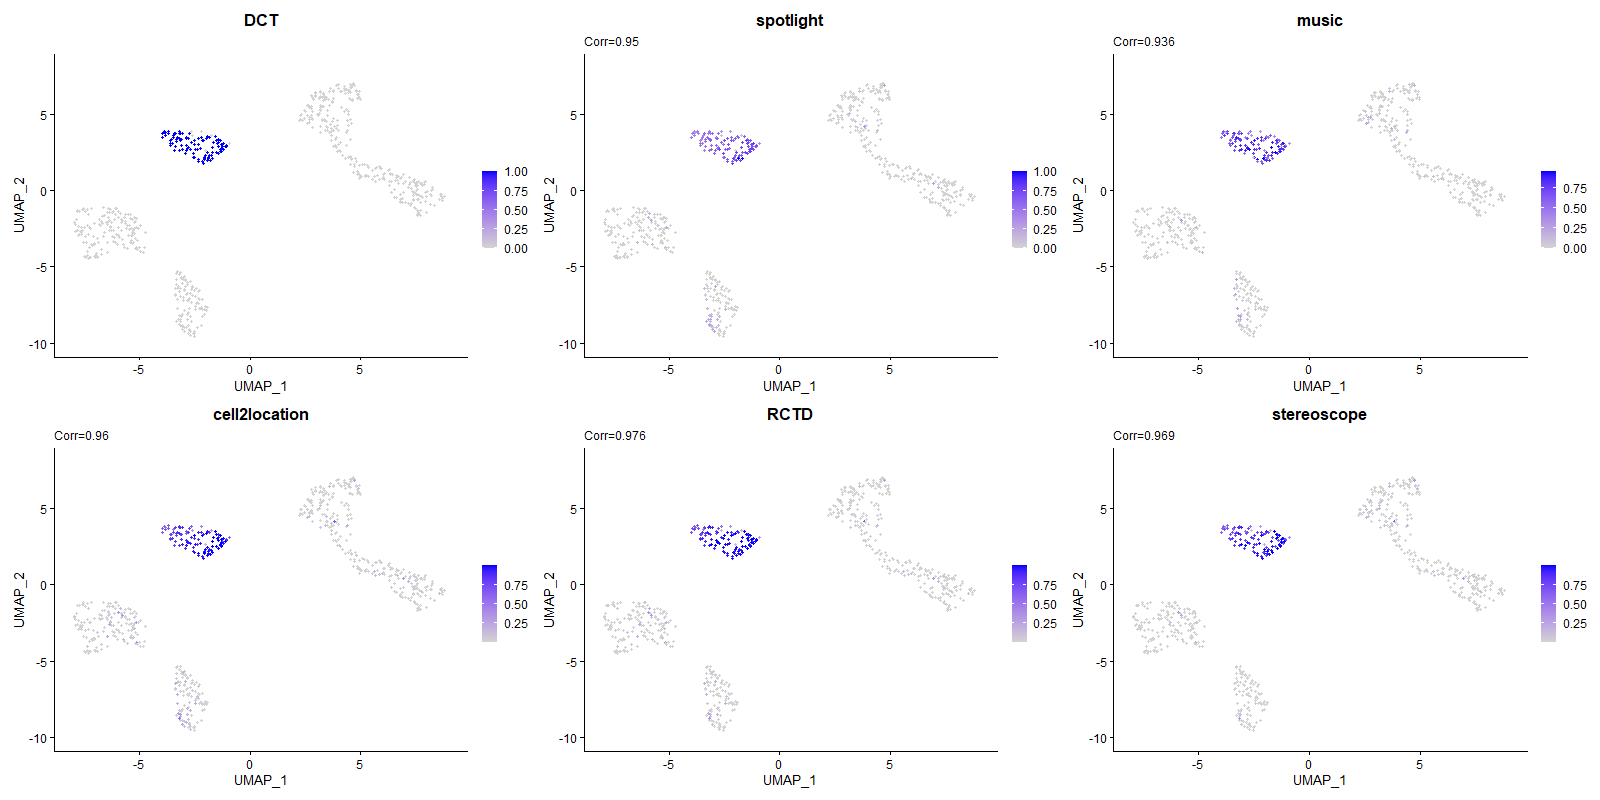 DCT
UMAP_2
5
0
-5
-10
-5
0
5
UMAP_1
1.00
0.75
0.50
0.25
0.00
spotlight
Corr=0.95
UMAP_2
5
0
-5
-10
-5
0
5
UMAP_1
1.00
0.75
0.50
0.25
0.00
music
Corr=0.936
UMAP_2
5
0
-5
-10
-5
0
5
UMAP_1
0.75
0.50
0.25
0.00
cell2location
Corr=0.96
UMAP_2
5
0
-5
-10
-5
0
5
UMAP_1
0.75
0.50
0.25
RCTD
Corr=0.976
UMAP_2
5
0
-5
-10
-5
0
5
UMAP_1
0.75
0.50
0.25
stereoscope
Corr=0.969
UMAP_2
5
0
-5
-10
-5
0
5
UMAP_1
0.75
0.50
0.25